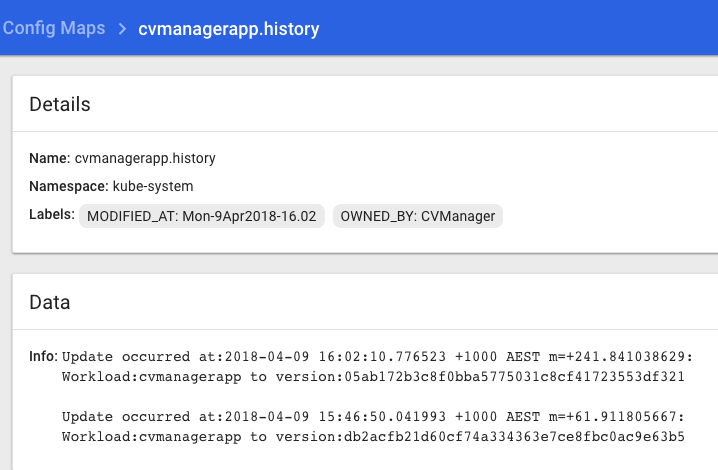 Config Maps > cvmanagerapp.history
Details
Name: cvmanagerapp.history
Namespace: kube-system
Labels: MODIFIED_AT: Mon-9Apr2018-16.02 OWNED_BY: CVManager
Data
Info: Update occurred at:2018-04-09 16:02:10.776523 +1000 AEST m=+241.841038629:
Workload:cvmanagerapp to version:05ab172b3c8f0bba5775031c8cf41723553df321
Update occurred at:2018-04-09 15:46:50.041993 +1000 AEST m=+61.911805667:
Workload:cvmanagerapp to version:db2acfb21d60cf74a334363e7ce8fbc0ac9e63b5